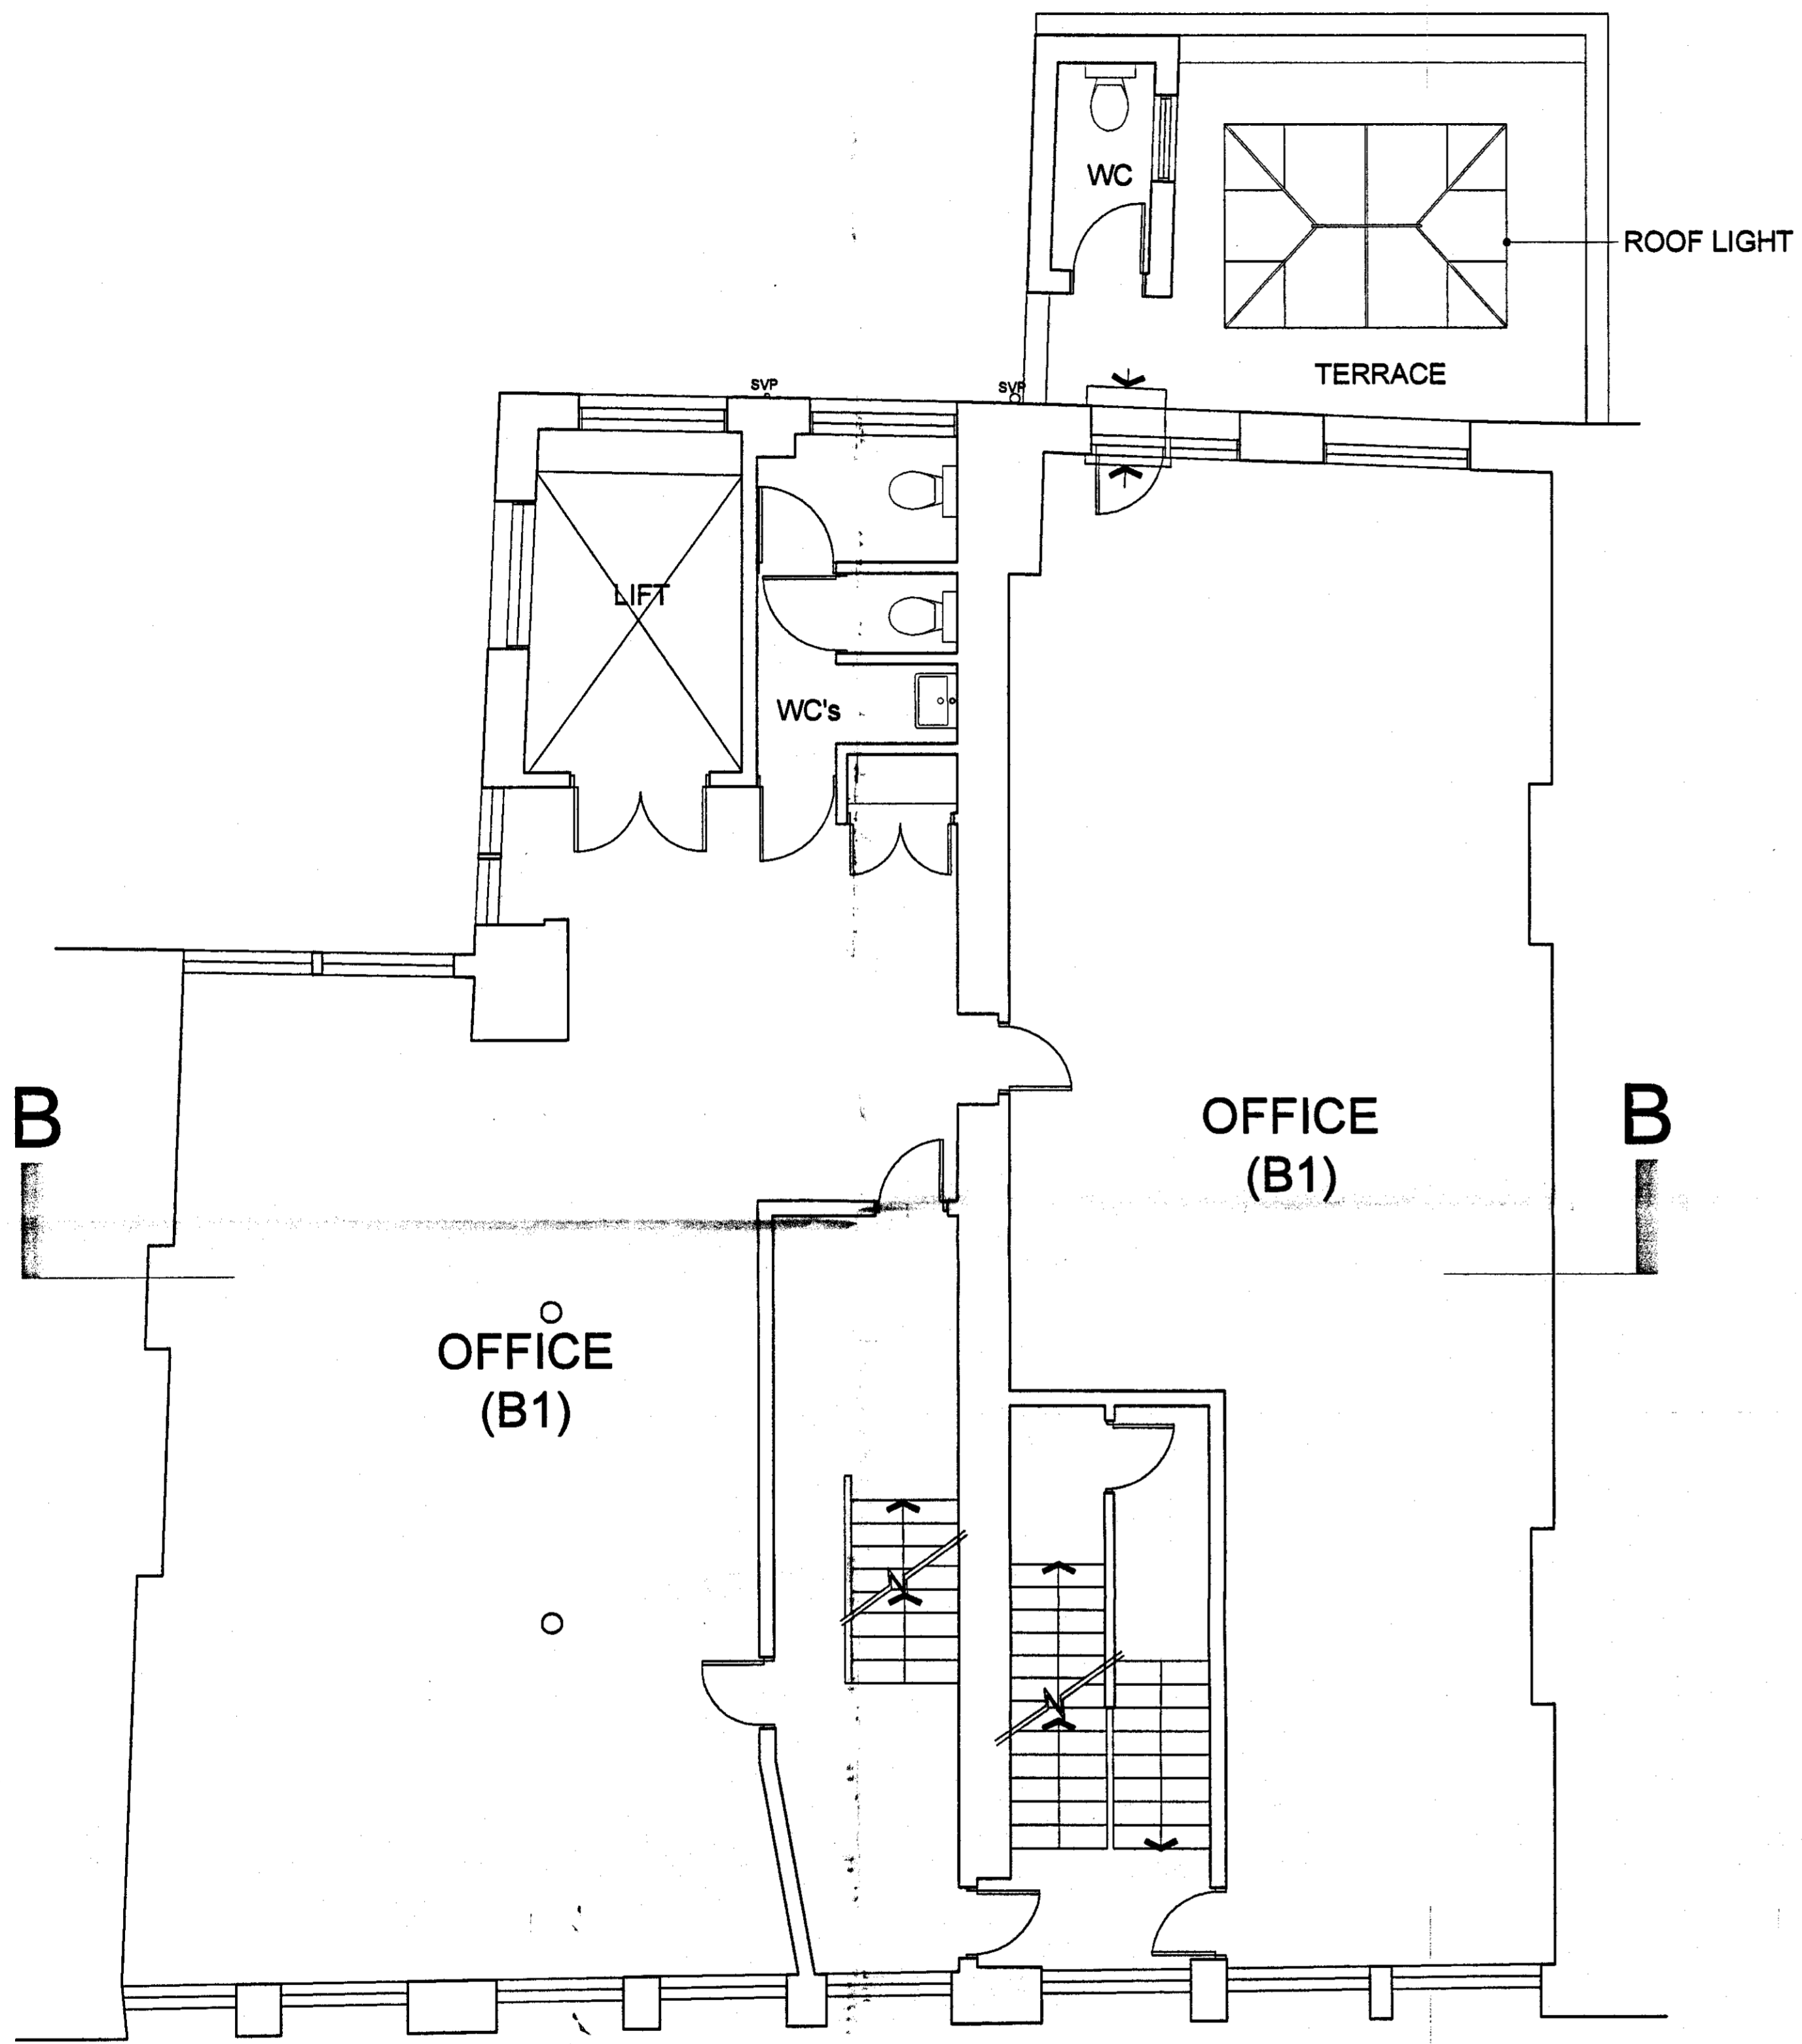 WC
ROOF LIGHT
TERRACE
SVP
SVP
LIFT
WC's
B
B
OFFICE
(B1)
OFFICE
(B1)